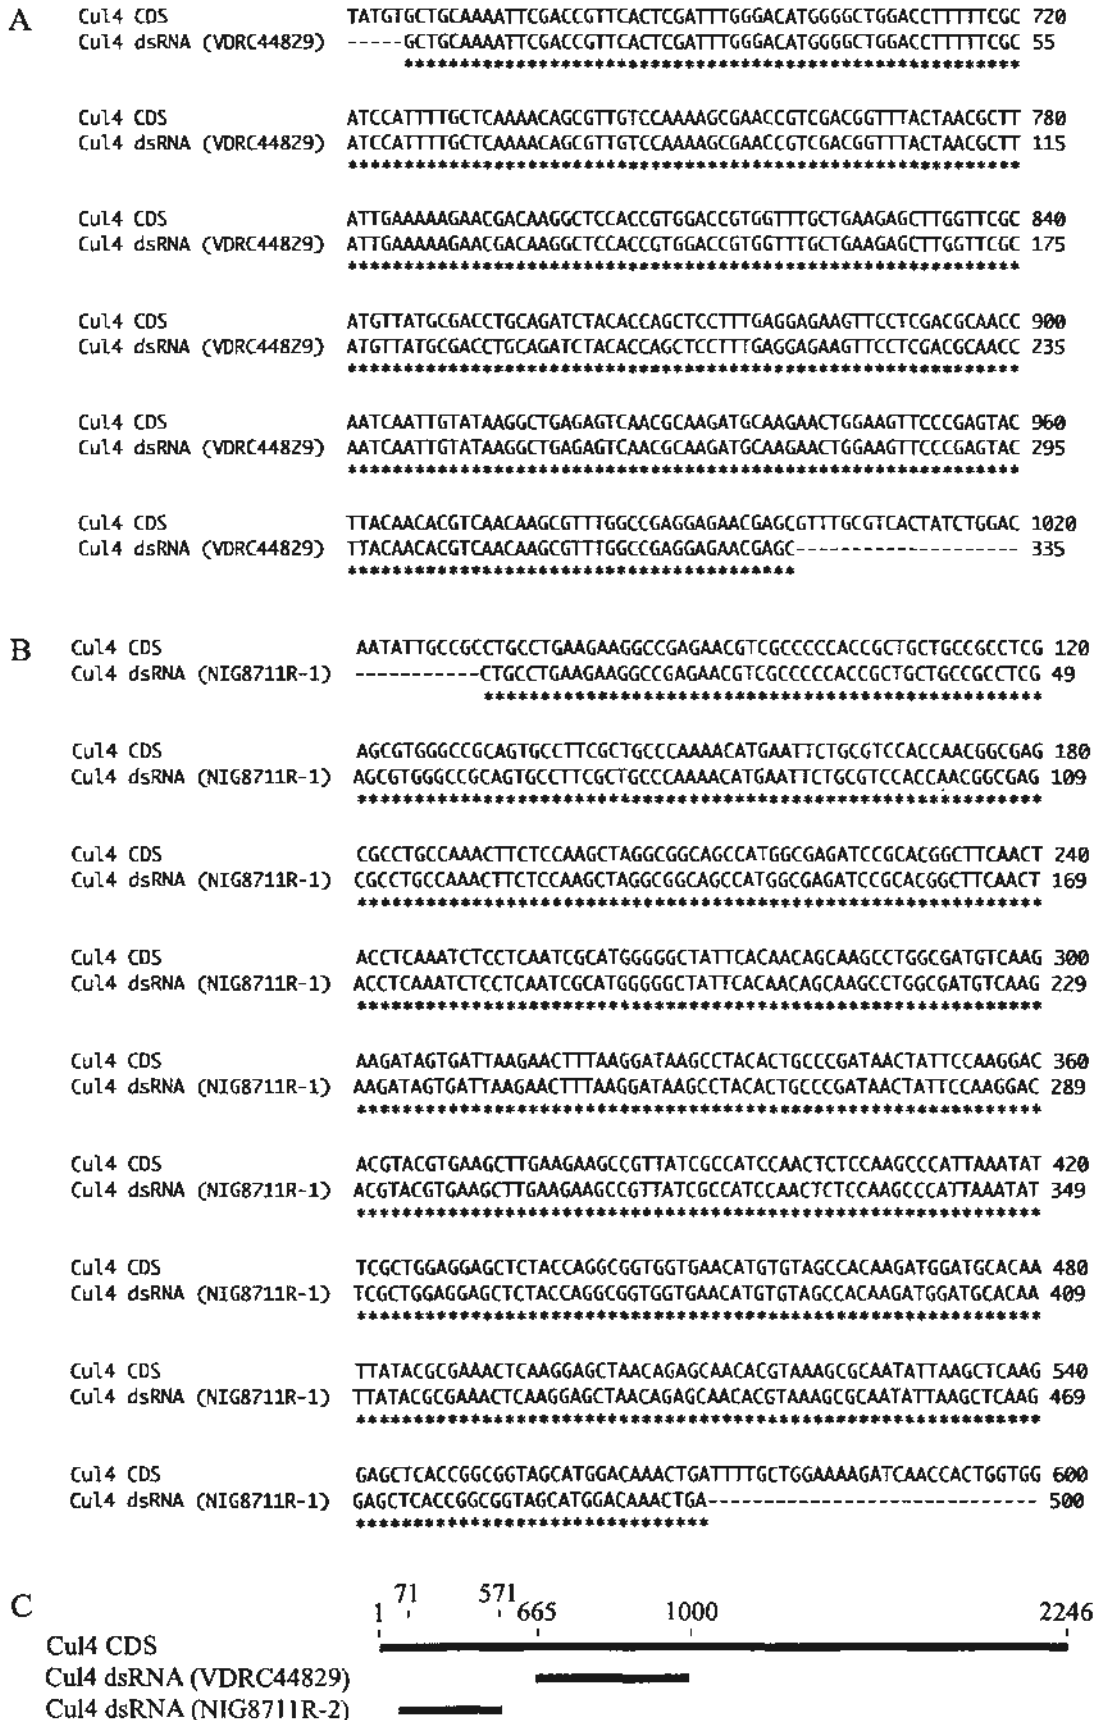 A
Cul4 CDS TATGTGCTGCAAAATTCGACCGTTCACTCGATTTGGGACATGGGGCTGGACCTTTTTCGC 720
Cul4 dsRNA (VDRC44829) -----GCTGCAAAATTCGACCGTTCACTCGATTTGGGACATGGGGCTGGACCTTTTTCGC 55
*******************************************************
Cul4 CDS ATCCATTTTGCTCAAAACAGCGTTGTCCAAAAGCGAACCGTCGACGGTTTACTAACGCTT 780
Cul4 dsRNA (VDRC44829) ATCCATTTTGCTCAAAACAGCGTTGTCCAAAAGCGAACCGTCGACGGTTTACTAACGCTT 115
************************************************************
Cul4 CDS ATTGAAAAAGAACGACAAGGCTCCACCGTGGACCGTGGTTTGCTGAAGAGCTTGGTTCGC 840
Cul4 dsRNA (VDRC44829) ATTGAAAAAGAACGACAAGGCTCCACCGTGGACCGTGGTTTGCTGAAGAGCTTGGTTCGC 175
************************************************************
Cul4 CDS ATGTTATGCGACCTGCAGATCTACACCAGCTCCTTTGAGGAGAAGTTCCTCGACGCAACC 900
Cul4 dsRNA (VDRC44829) ATGTTATGCGACCTGCAGATCTACACCAGCTCCTTTGAGGAGAAGTTCCTCGACGCAACC 235
************************************************************
Cul4 CDS AATCAATTGTATAAGGCTGAGAGTCAACGCAAGATGCAAGAACTGGAAGTTCCCGAGTAC 960
Cul4 dsRNA (VDRC44829) AATCAATTGTATAAGGCTGAGAGTCAACGCAAGATGCAAGAACTGGAAGTTCCCGAGTAC 295
************************************************************
Cul4 CDS TTACAACACGTCAACAAGCGTTTGGCCGAGGAGAACGAGCGTTTGCGTCACTATCTGGAC 1020
Cul4 dsRNA (VDRC44829) TTACAACACGTCAACAAGCGTTTGGCCGAGGAGAACGAGC-------------------- 335
****************************************
B
Cul4 CDS AATATTGCCGCCTGCCTGAAGAAGGCCGAGAACGTCGCCCCCACCGCTGCTGCCGCCTCG 120
Cul4 dsRNA (NIG8711R-1) -----------CTGCCTGAAGAAGGCCGAGAACGTCGCCCCCACCGCTGCTGCCGCCTCG 49
*************************************************
Cul4 CDS AGCGTGGGCCGCAGTGCCTTCGCTGCCCAAAACATGAATTCTGCGTCCACCAACGGCGAG 180
Cul4 dsRNA (NIG8711R-1) AGCGTGGGCCGCAGTGCCTTCGCTGCCCAAAACATGAATTCTGCGTCCACCAACGGCGAG 109
************************************************************
Cul4 CDS CGCCTGCCAAACTTCTCCAAGCTAGGCGGCAGCCATGGCGAGATCCGCACGGCTTCAACT 240
Cul4 dsRNA (NIG8711R-1) CGCCTGCCAAACTTCTCCAAGCTAGGCGGCAGCCATGGCGAGATCCGCACGGCTTCAACT 169
************************************************************
Cul4 CDS ACCTCAAATCTCCTCAATCGCATGGGGGCTATTCACAACAGCAAGCCTGGCGATGTCAAG 300
Cul4 dsRNA (NIG8711R-1) ACCTCAAATCTCCTCAATCGCATGGGGGCTATTCACAACAGCAAGCCTGGCGATGTCAAG 229
************************************************************
Cul4 CDS AAGATAGTGATTAAGAACTTTAAGGATAAGCCTACACTGCCCGATAACTATTCCAAGGAC 360
Cul4 dsRNA (NIG8711R-1) AAGATAGTGATTAAGAACTTTAAGGATAAGCCTACACTGCCCGATAACTATTCCAAGGAC 289
************************************************************
Cul4 CDS ACGTACGTGAAGCTTGAAGAAGCCGTTATCGCCATCCAACTCTCCAAGCCCATTAAATAT 420
Cul4 dsRNA (NIG8711R-1) ACGTACGTGAAGCTTGAAGAAGCCGTTATCGCCATCCAACTCTCCAAGCCCATTAAATAT 349
************************************************************
Cul4 CDS TCGCTGGAGGAGCTCTACCAGGCGGTGGTGAACATGTGTAGCCACAAGATGGATGCACAA 480
Cul4 dsRNA (NIG8711R-1) TCGCTGGAGGAGCTCTACCAGGCGGTGGTGAACATGTGTAGCCACAAGATGGATGCACAA 409
************************************************************
Cul4 CDS TTATACGCGAAACTCAAGGAGCTAACAGAGCAACACGTAAAGCGCAATATTAAGCTCAAG 540
Cul4 dsRNA (NIG8711R-1) TTATACGCGAAACTCAAGGAGCTAACAGAGCAACACGTAAAGCGCAATATTAAGCTCAAG 469
************************************************************
Cul4 CDS GAGCTCACCGGCGGTAGCATGGACAAACTGATTTTGCTGGAAAAGATCAACCACTGGTGG 600
Cul4 dsRNA (NIG8711R-1) GAGCTCACCGGCGGTAGCATGGACAAACTGA----------------------------- 500
*******************************
C
71 571
1 665 1000 2246
Cul4 CDS
Cul4 dsRNA (VDRC44829)
Cul4 dsRNA (NIG8711R-2)